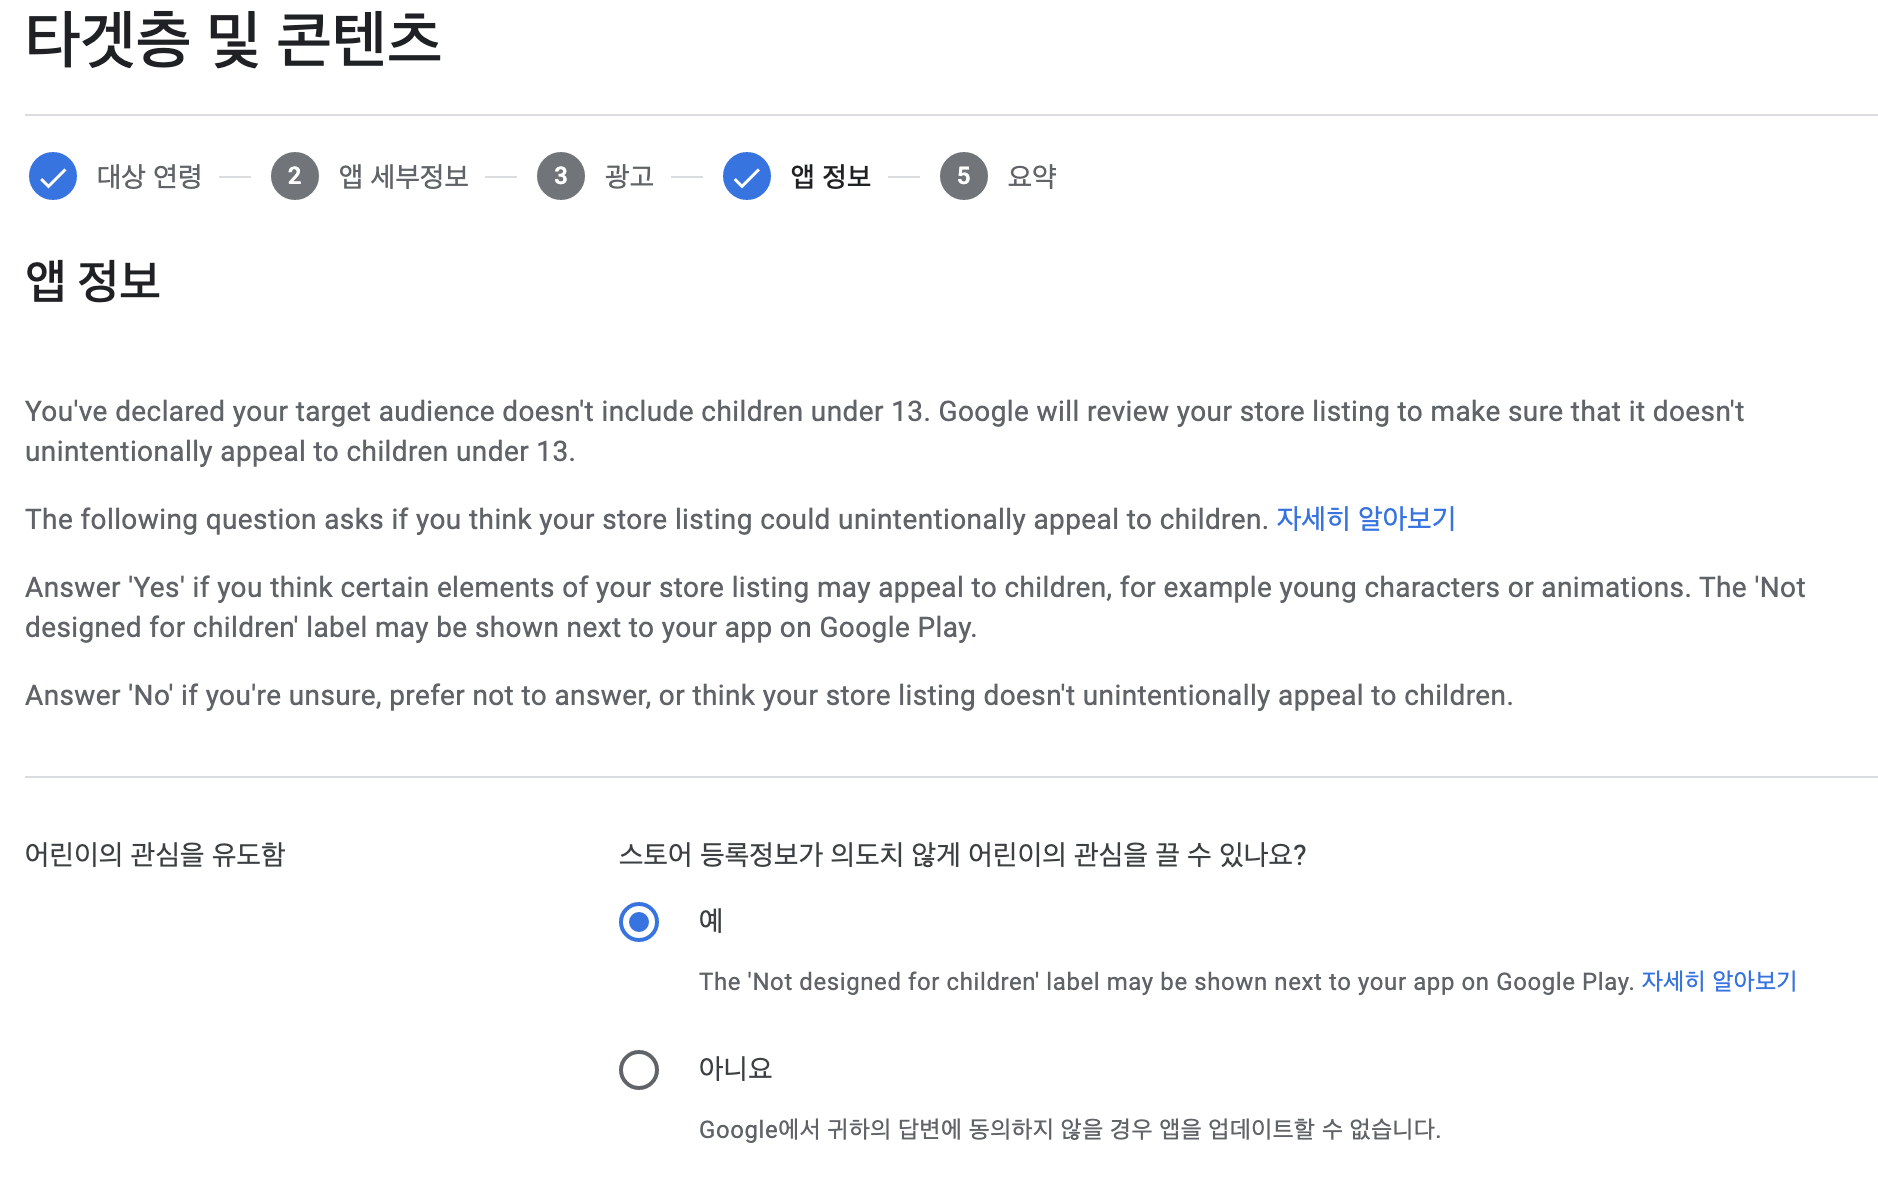 타겟층 및 콘텐츠
대상 연령 2 앱 세부정보 3 광고 앱 정보 5 요약
앱 정보
You've declared your target audience doesn't include children under 13. Google will review your store listing to make sure that it doesn't
unintentionally appeal to children under 13.
The following question asks if you think your store listing could unintentionally appeal to children. 자세히 알아보기
Answer 'Yes' if you think certain elements of your store listing may appeal to children, for example young characters or animations. The 'Not
designed for children' label may be shown next to your app on Google Play.
Answer 'No' if you're unsure, prefer not to answer, or think your store listing doesn't unintentionally appeal to children.
어린이의 관심을 유도함
스토어 등록정보가 의도치 않게 어린이의 관심을 끌 수 있나요?
예
The 'Not designed for children' label may be shown next to your app on Google Play. 자세히 알아보기
아니요
Google에서 귀하의 답변에 동의하지 않을 경우 앱을 업데이트할 수 없습니다.